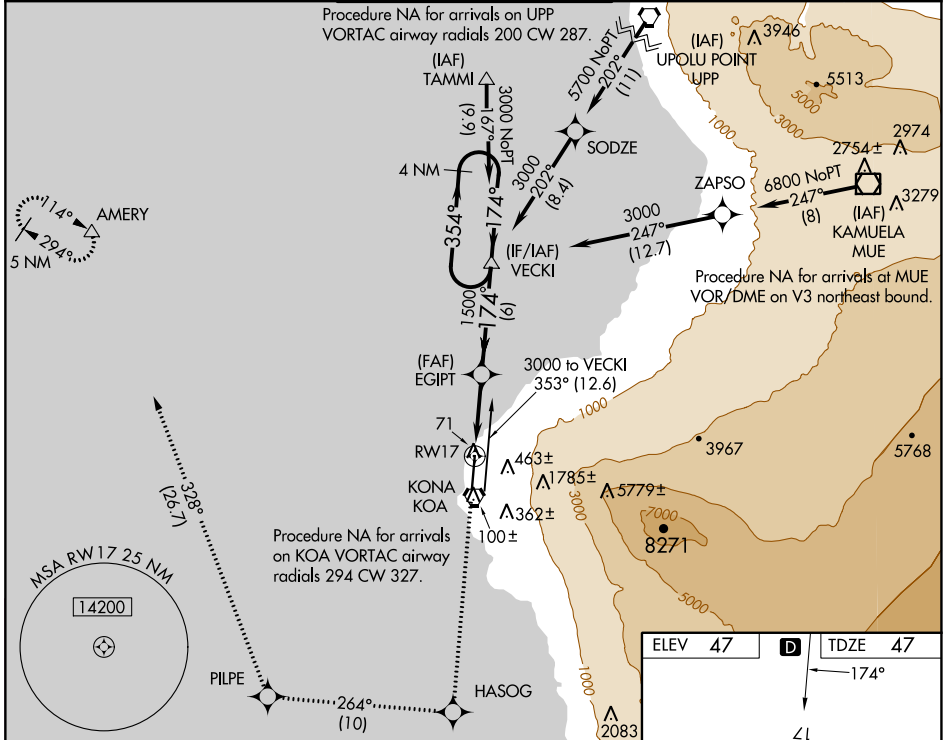 Procedure NA for arrivals on UPP
VORTAC airway radials 200 CW 287.
(IAF)
UPOLU POINT
UPP
3946
5513
5000
3000
1000
(IAF)
TAMMI
3000 NoPT
167°
(9.9)
5700 NoPT
202°
(11)
SODZE
3000
202°
(8.4)
4 NM
354°
174°
2974
2754±
3279
ZAPSO
6800 NoPT
247°
(8)
(IAF)
KAMUELA
MUE
3000
247°
(12.7)
AMERY
114°
294°
5 NM
(IF/IAF)
VECKI
Procedure NA for arrivals at MUE
VOR/DME on V3 northeast bound.
1500
174°
(6)
(FAF)
EGIPT
3000 to VECKI
353° (12.6)
1000
71
RW17
KONA
KOA
463±
1785±
362±
100±
5779±
3967
5768
3000
7000
8271
5000
1000
2083
328°
(26.7)
Procedure NA for arrivals
on KOA VORTAC airway
radials 294 CW 327.
MSA RW17 25 NM
14200
PILPE
264°
(10)
HASOG
ELEV 47
D
TDZE 47
174°
17